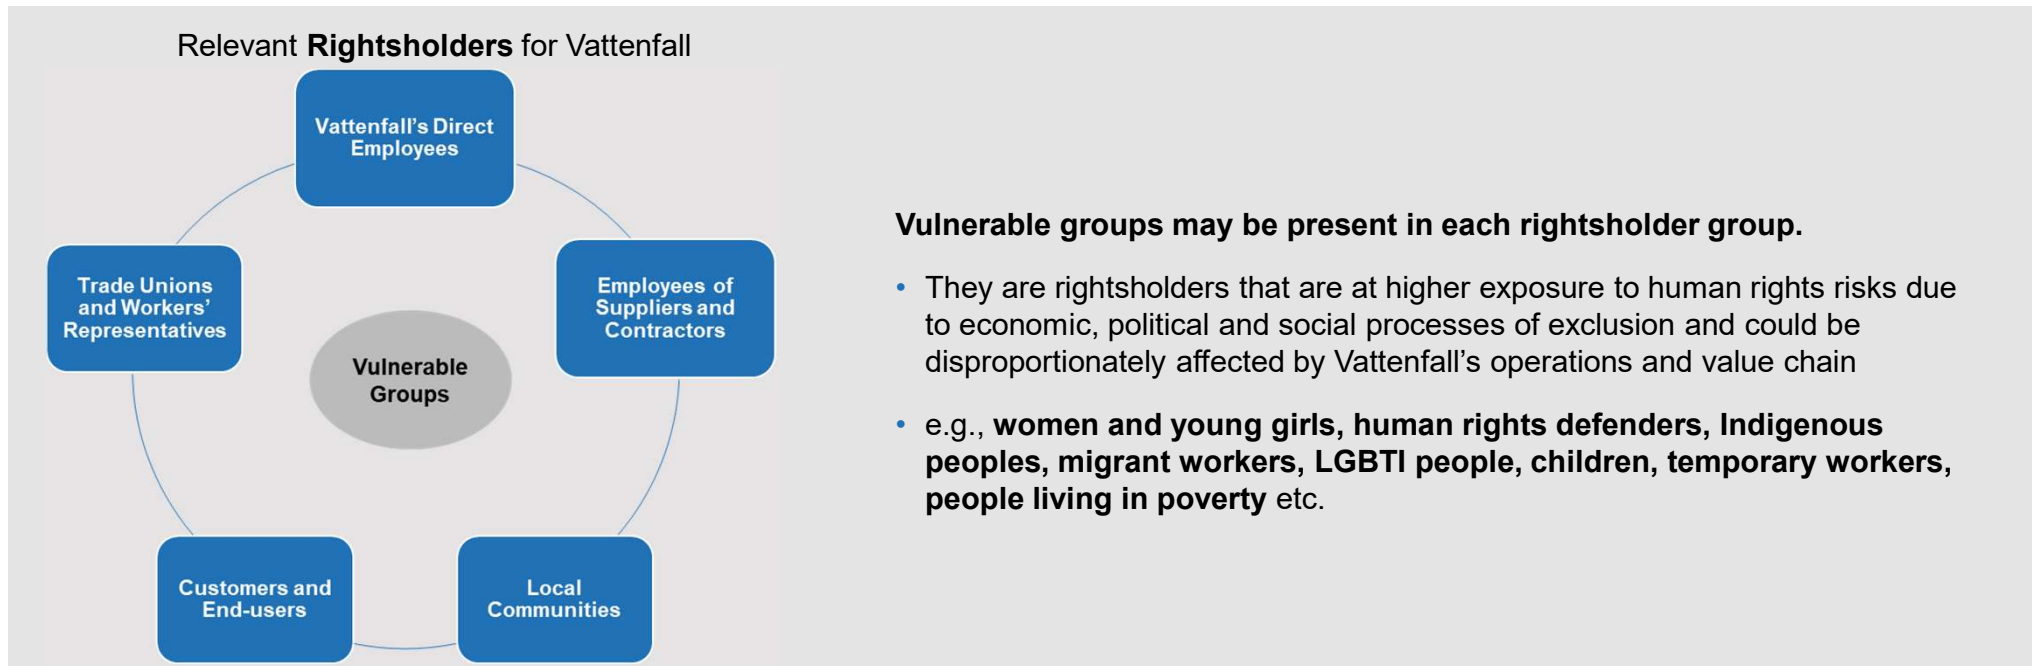 Relevant Rightsholders for Vattenfall
Vattenfall's Direct
Employees
Trade Unions
and Workers'
Representatives
Employees of
Suppliers and
Contractors
Vulnerable
Groups
Customers and
End-users
Local
Communities
Vulnerable groups may be present in each rightsholder group.
• They are rightsholders that are at higher exposure to human rights risks due
to economic, political and social processes of exclusion and could be
disproportionately affected by Vattenfall's operations and value chain
• e.g., women and young girls, human rights defenders, Indigenous
peoples, migrant workers, LGBTI people, children, temporary workers,
people living in poverty etc.